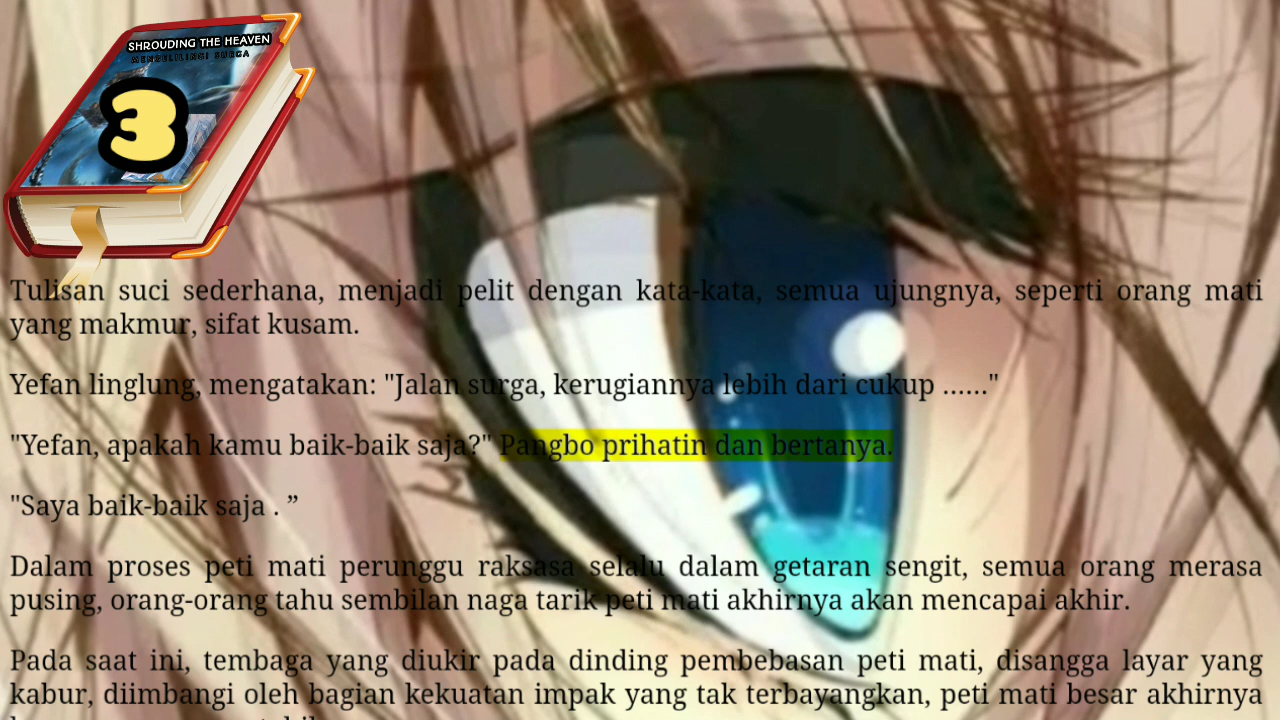 SHROUDING THE HEAVEN
MENGELILINGI SURGA
3
Tulisan suci sederhana, menjadi pelit dengan kata-kata, semua ujungnya, seperti orang mati
yang makmur, sifat kusam.
Yefan linglung, mengatakan: "Jalan surga, kerugiannya lebih dari cukup ......"
"Yefan, apakah kamu baik-baik saja?" Pangbo prihatin dan bertanya.
"Saya baik-baik saja . ”
Dalam proses peti mati perunggu raksasa selalu dalam getaran sengit, semua orang merasa
pusing, orang-orang tahu sembilan naga tarik peti mati akhirnya akan mencapai akhir.
Pada saat ini, tembaga yang diukir pada dinding pembebasan peti mati, disangga layar yang
kabur, diimbangi oleh bagian kekuatan impak yang tak terbayangkan, peti mati besar akhirnya